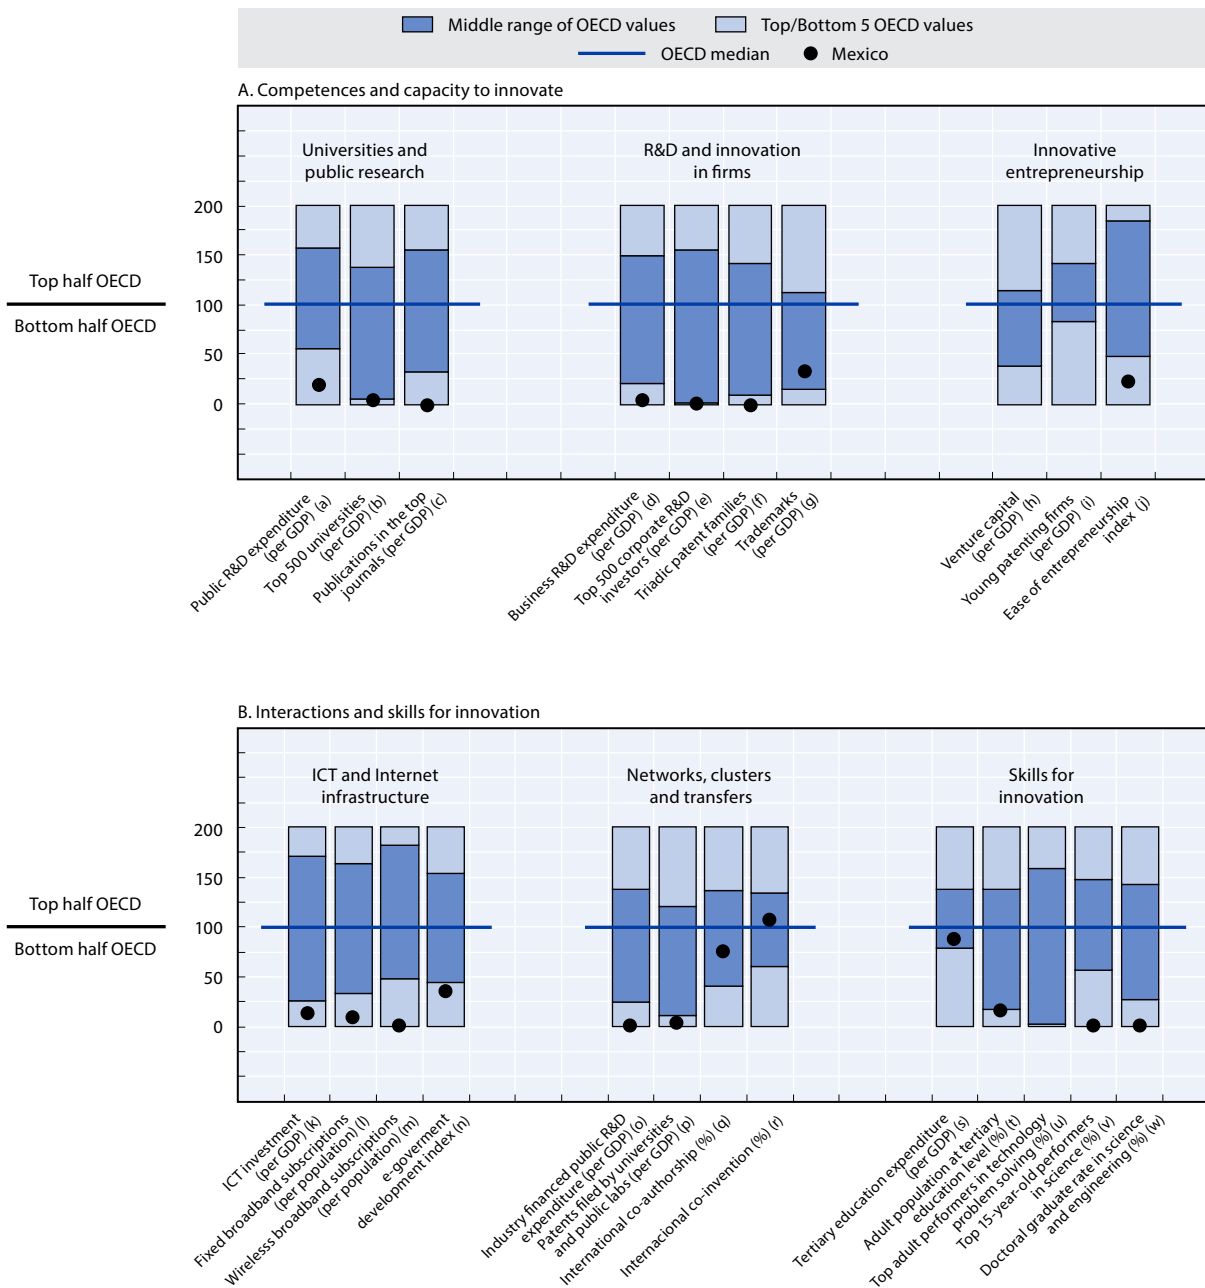 Middle range of OECD values
Top/Bottom 5 OECD values
OECD median
Mexico
A. Competences and capacity to innovate
Universities and
public research
R&D and innovation
in firms
Innovative
entrepreneurship
200
150
100
50
0
Top half OECD
Bottom half OECD
Public R&D expenditure
(per GDP) (a)
Top 500 universities
(per GDP) (b)
Publications in the top
journals (per GDP) (c)
Business R&D expenditure
(per GDP) (d)
Top 500 corporate R&D
investors (per GDP) (e)
Triadic patent families
(per GDP) (f)
Trademarks
(per GDP) (g)
Venture capital
(per GDP) (h)
Young patenting firms
(per GDP) (i)
Ease of entrepreneurship
index (j)
B. Interactions and skills for innovation
ICT and Internet
infrastructure
Networks, clusters
and transfers
Skills for
innovation
200
150
100
50
0
Top half OECD
Bottom half OECD
ICT investment
(per GDP) (k)
Fixed broadband subscriptions
(per population) (l)
Wirelesss broadband subscriptions
(per population) (m)
e-goverment
development index (n)
Industry financed public R&D
expenditure (per GDP) (o)
Patents filed by universities
and public labs (per GDP) (p)
International co-authorship (%) (q)
Internacional co-invention (%) (r)
Tertiary education expenditure
(per GDP) (s)
Adult population at tertiary
education level (%) (t)
Top adult performers in technology
problem solving (%) (u)
Top 15-year-old performers
in science (%) (v)
Doctoral graduate rate in science
and engineering (%) (w)